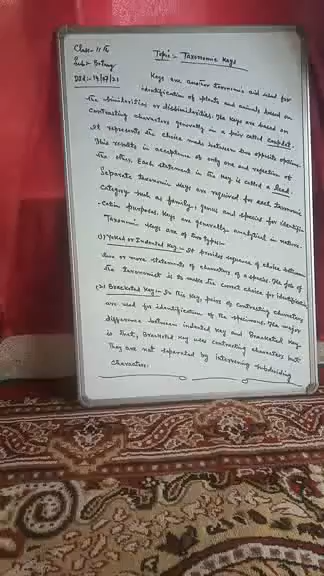 Class- 11th
Topic:- Taxonomic Keys
Sub:- Botany
Dtd:- 19/07/21
Keys are another taxonomic aid used for
identification of plants and animals based on
the similarities or dissimilarities. The keys are based on
contrasting characters generally in a pair called couplet.
It represents the choice made between two opposite options.
This results in acceptance of only one and rejection of
the other. Each statement in the key is called a lead.
Separate taxonomic keys are required for each taxonomic
category such as family, genus and species for identifi-
-cation purposes. Keys are generally analytical in nature.
Taxonomic Keys are of two types:-
(1) Yoked or Indented Key:- It provides sequence of choice between
two or more statements of characters of a species. The job of
the taxonomist is to make the correct choice for identification
(2) Bracketed Key:- In this key, pairs of contrasting characters
are used for identification of the specimens. The major
difference between indented key and Bracketed Key
is that, Bracketed key uses contrasting characters but
They are not separated by intervening subdividing
characters.